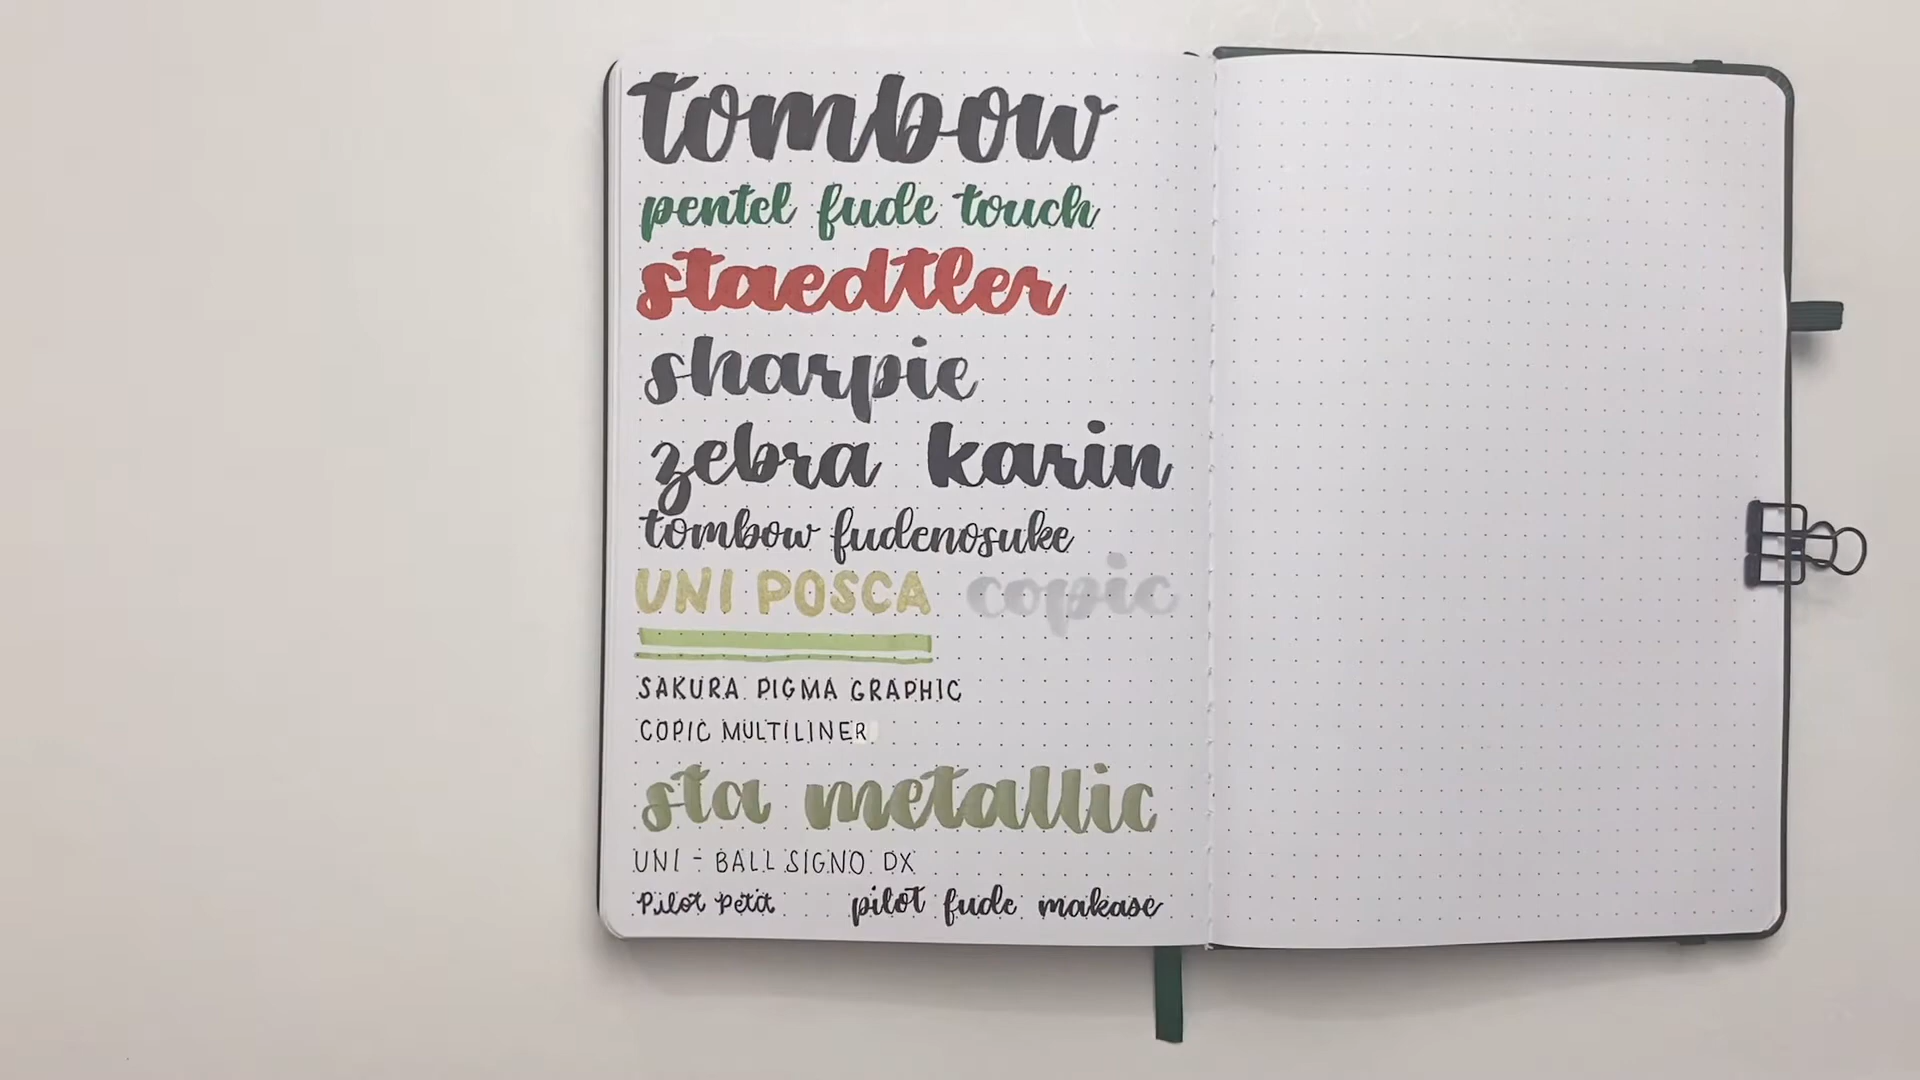 tombow
pentel fude touch
staedtler
sharpie
zebra karin
tombow fudenosuke
UNI POSCA copic
SAKURA PIGMA GRAPHIC
COPIC MULTILINER
sta metallic
UNI - BALL SIGNO DX
Pilot Petit pilot fude makase